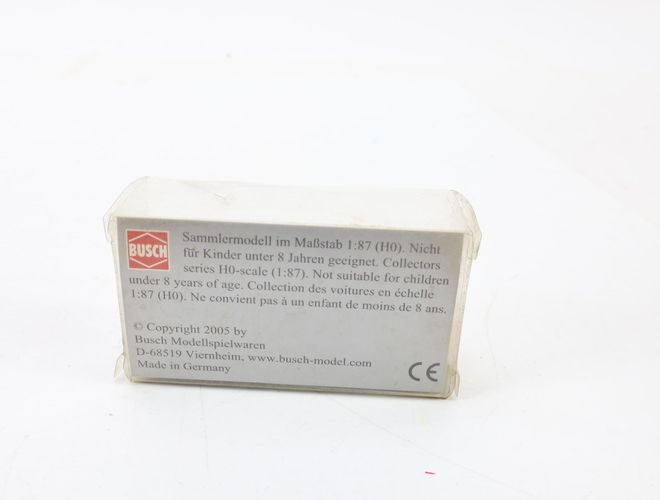 BUSCH
Sammlermodell im Maßstab 1:87 (H0). Nicht
für Kinder unter 8 Jahren geeignet. Collectors
series H0-scale (1:87). Not suitable for children
under 8 years of age. Collection des voitures en échelle
1:87 (H0). Ne convient pas à un enfant de moins de 8 ans.
© Copyright 2005 by
Busch Modellspielwaren
D-68519 Viernheim, www.busch-model.com
Made in Germany
CE